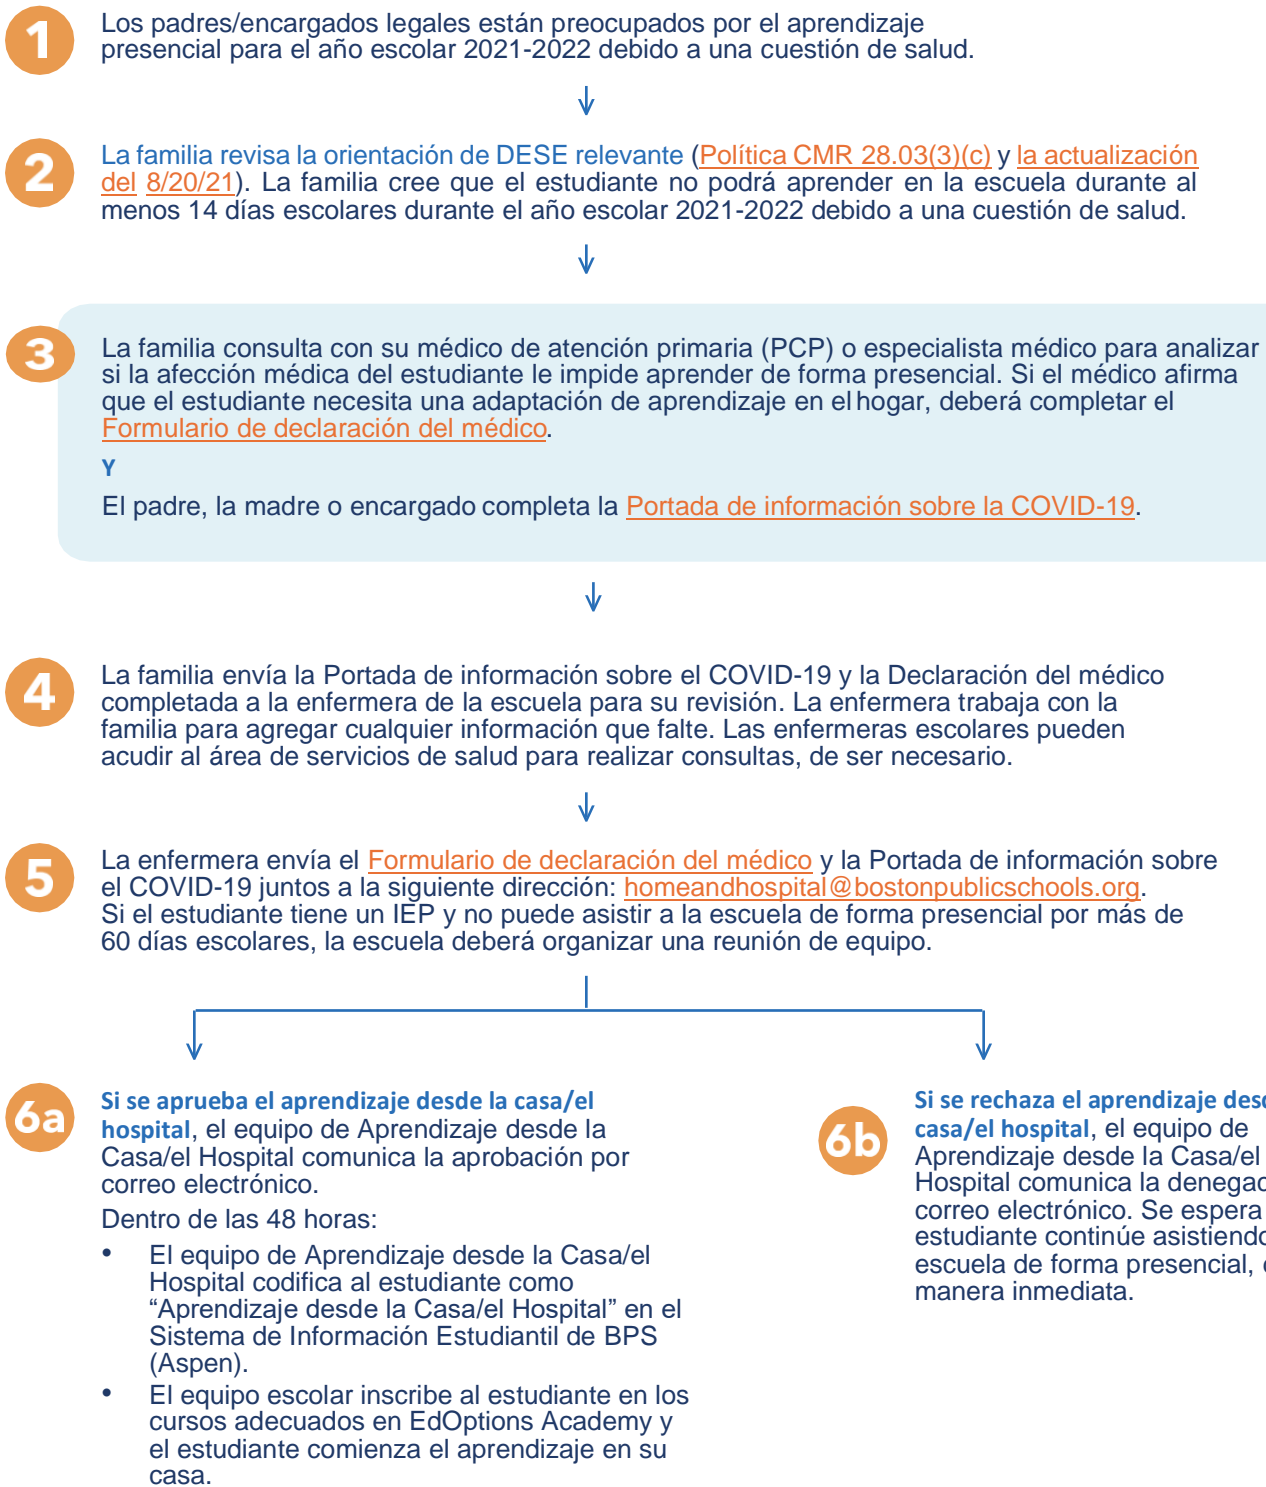 1
Los padres/encargados legales están preocupados por el aprendizaje
presencial para el año escolar 2021-2022 debido a una cuestión de salud.
2
La familia revisa la orientación de DESE relevante (Política CMR 28.03(3)(c) y la actualización
del 8/20/21). La familia cree que el estudiante no podrá aprender en la escuela durante al
menos 14 días escolares durante el año escolar 2021-2022 debido a una cuestión de salud.
3
La familia consulta con su médico de atención primaria (PCP) o especialista médico para analizar
si la afección médica del estudiante le impide aprender de forma presencial. Si el médico afirma
que el estudiante necesita una adaptación de aprendizaje en el hogar, deberá completar el
Formulario de declaración del médico.
Y
El padre, la madre o encargado completa la Portada de información sobre la COVID-19.
4
La familia envía la Portada de información sobre el COVID-19 y la Declaración del médico
completada a la enfermera de la escuela para su revisión. La enfermera trabaja con la
familia para agregar cualquier información que falte. Las enfermeras escolares pueden
acudir al área de servicios de salud para realizar consultas, de ser necesario.
5
La enfermera envía el Formulario de declaración del médico y la Portada de información sobre
el COVID-19 juntos a la siguiente dirección: homeandhospital@bostonpublicschools.org.
Si el estudiante tiene un IEP y no puede asistir a la escuela de forma presencial por más de
60 días escolares, la escuela deberá organizar una reunión de equipo.
6a
Si se aprueba el aprendizaje desde la casa/el
hospital, el equipo de Aprendizaje desde la
Casa/el Hospital comunica la aprobación por
correo electrónico.
Dentro de las 48 horas:
• El equipo de Aprendizaje desde la Casa/el
Hospital codifica al estudiante como
“Aprendizaje desde la Casa/el Hospital” en el
Sistema de Información Estudiantil de BPS
(Aspen).
• El equipo escolar inscribe al estudiante en los
cursos adecuados en EdOptions Academy y
el estudiante comienza el aprendizaje en su
casa.
6b
Si se rechaza el aprendizaje
casa/el hospital, el equipo de
Aprendizaje desde la Casa/el
Hospital comunica la
correo electrónico. Se espera
estudiante continúe
escuela de forma presencial,
manera inmediata.